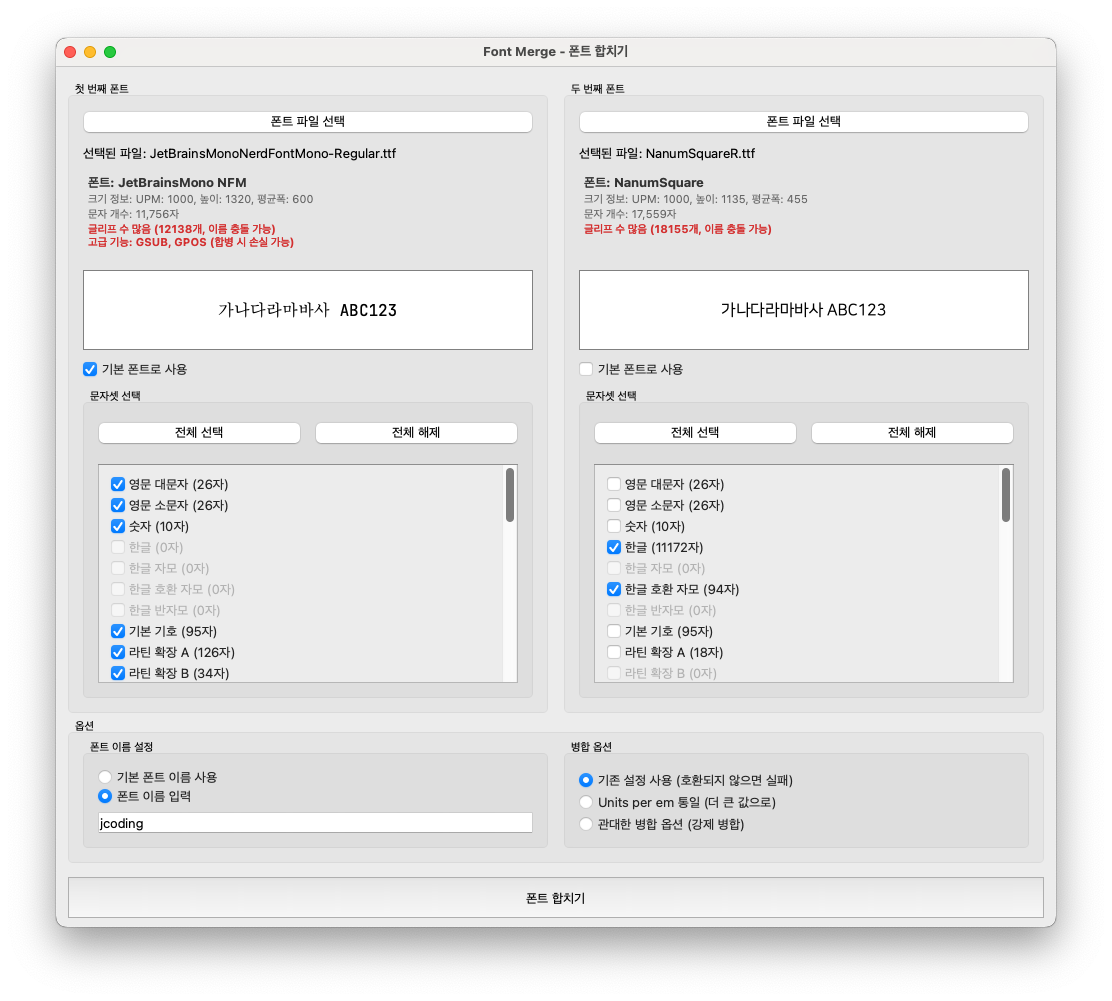 Font Merge - 폰트 합치기
첫 번째 폰트
폰트 파일 선택
선택된 파일: JetBrainsMonoNerdFontMono-Regular.ttf
폰트: JetBrainsMono NFM
크기 정보: UPM: 1000, 높이: 1320, 평균폭: 600
문자 개수: 11,756자
글리프 수 많음 (12138개, 이름 충돌 가능)
고급 기능: GSUB, GPOS (합병 시 손실 가능)
가나다라마바사 ABC123
기본 폰트로 사용
문자셋 선택
전체 선택
전체 해제
영문 대문자 (26자)
영문 소문자 (26자)
숫자 (10자)
한글 (0자)
한글 자모 (0자)
한글 호환 자모 (0자)
한글 반자모 (0자)
기본 기호 (95자)
라틴 확장 A (126자)
라틴 확장 B (34자)
두 번째 폰트
폰트 파일 선택
선택된 파일: NanumSquareR.ttf
폰트: NanumSquare
크기 정보: UPM: 1000, 높이: 1135, 평균폭: 455
문자 개수: 17,559자
글리프 수 많음 (18155개, 이름 충돌 가능)
가나다라마바사 ABC123
기본 폰트로 사용
문자셋 선택
전체 선택
전체 해제
영문 대문자 (26자)
영문 소문자 (26자)
숫자 (10자)
한글 (11172자)
한글 자모 (0자)
한글 호환 자모 (94자)
한글 반자모 (0자)
기본 기호 (95자)
라틴 확장 A (18자)
라틴 확장 B (0자)
옵션
폰트 이름 설정
기본 폰트 이름 사용
폰트 이름 입력
jcoding
병합 옵션
기존 설정 사용 (호환되지 않으면 실패)
Units per em 통일 (더 큰 값으로)
관대한 병합 옵션 (강제 병합)
폰트 합치기